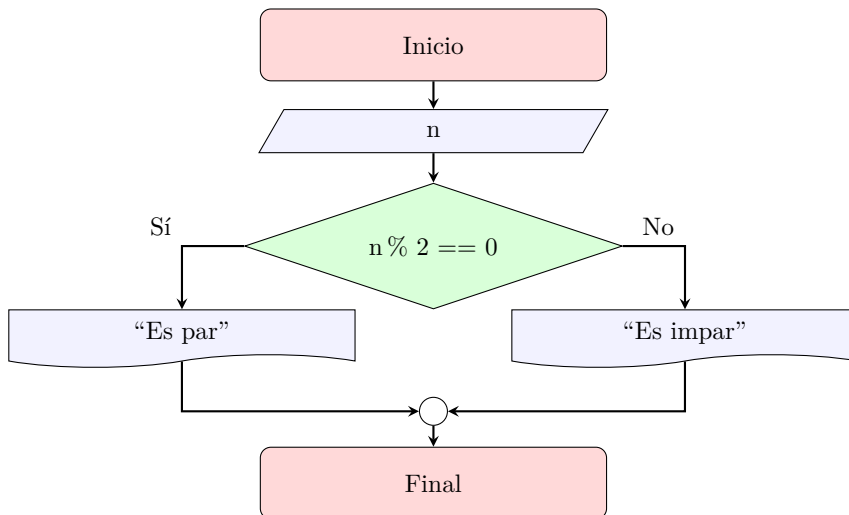 Inicio
n
n % 2 == 0
Sí
No
“Es par”
“Es impar”
Final